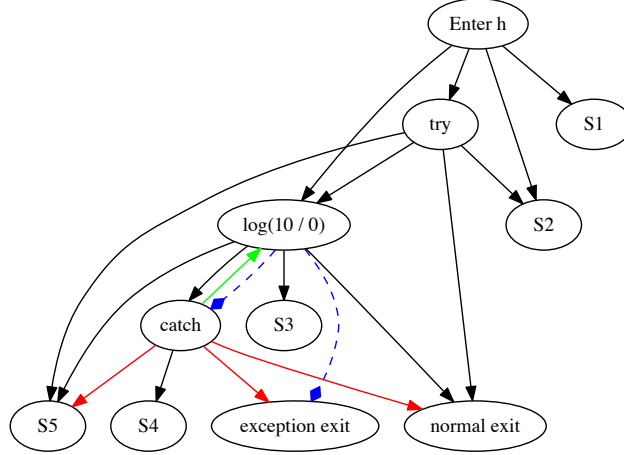 Enter h
try
S1
log(10 / 0)
S2
catch
S3
S5
S4
exception exit
normal exit